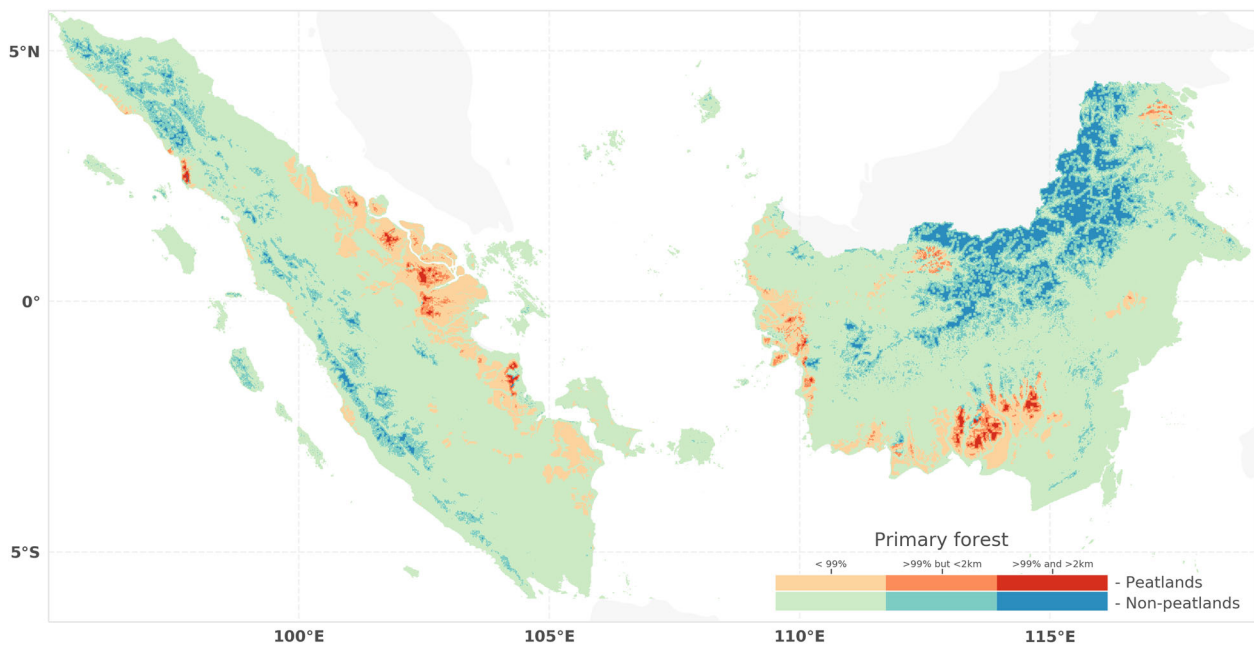 5°N
0°
5°S
100°E
105°E
110°E
115°E
Primary forest
< 99%
>99% but <2km
>99% and >2km
- Peatlands
- Non-peatlands